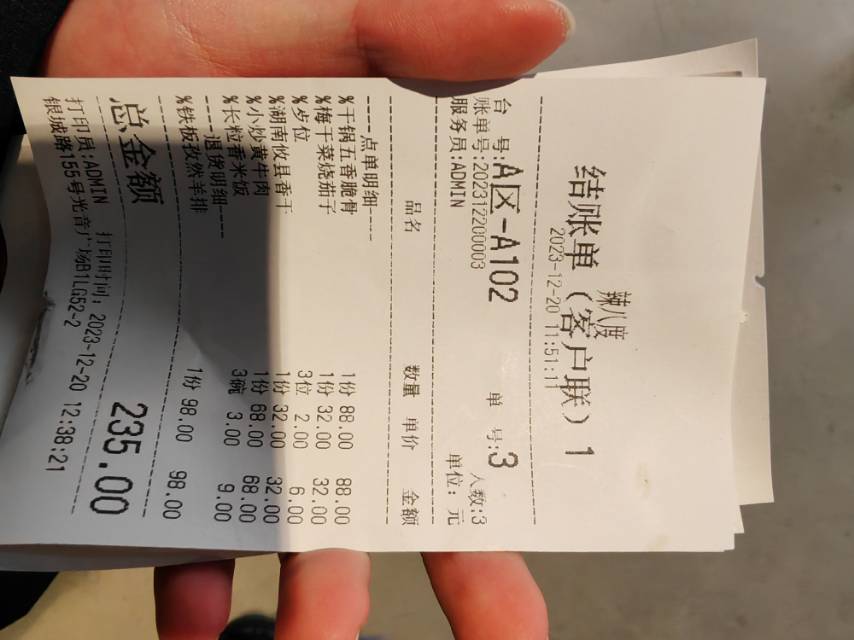 辣八度
结账单（客户联）1
2023-12-20 11:51:11
台 号:A区-A102 单 号:3
账单号:202312200003 人数:3
服务员:ADMIN 单位: 元
品名 数量 单价 金额
----点单明细----
%干锅五香脆骨 1份 88.00 88.00
%梅干菜烧茄子 1份 32.00 32.00
%茶位 3位 2.00 6.00
%湖南攸县香干 1份 32.00 32.00
%小炒黄牛肉 1份 68.00 68.00
%长粒香米饭 3碗 3.00 9.00
----退货明细----
%铁板孜然羊排 1份 98.00 98.00
总金额 235.00
打印员:ADMIN 打印时间: 2023-12-20 12:38:21
银城路155号光音广场B1LG52-2